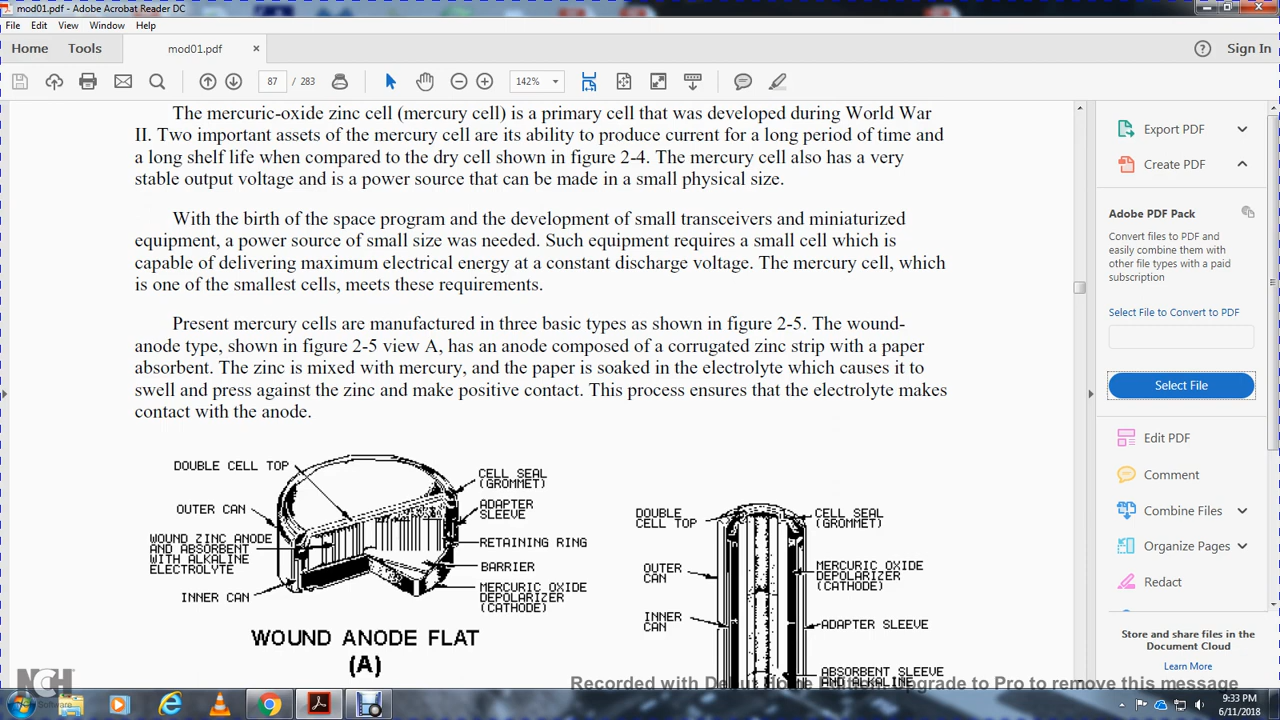 mod01.pdf - Adobe Acrobat Reader DC
File Edit View Window Help
Home Tools mod01.pdf × Sign In
87 / 283 142%
The mercuric-oxide zinc cell (mercury cell) is a primary cell that was developed during World War
II. Two important assets of the mercury cell are its ability to produce current for a long period of time and
a long shelf life when compared to the dry cell shown in figure 2-4. The mercury cell also has a very
stable output voltage and is a power source that can be made in a small physical size.
With the birth of the space program and the development of small transceivers and miniaturized
equipment, a power source of small size was needed. Such equipment requires a small cell which is
capable of delivering maximum electrical energy at a constant discharge voltage. The mercury cell, which
is one of the smallest cells, meets these requirements.
Present mercury cells are manufactured in three basic types as shown in figure 2-5. The wound-
anode type, shown in figure 2-5 view A, has an anode composed of a corrugated zinc strip with a paper
absorbent. The zinc is mixed with mercury, and the paper is soaked in the electrolyte which causes it to
swell and press against the zinc and make positive contact. This process ensures that the electrolyte makes
contact with the anode.
DOUBLE CELL TOP
OUTER CAN
WOUND ZINC ANODE
AND ABSORBENT
WITH ALKALINE
ELECTROLYTE
INNER CAN
CELL SEAL
(GROMMET)
ADAPTER
SLEEVE
RETAINING RING
BARRIER
MERCURIC OXIDE
DEPOLARIZER
(CATHODE)
WOUND ANODE FLAT
(A)
DOUBLE
CELL TOP
OUTER
CAN
INNER
CAN
CELL SEAL
(GROMMET)
MERCURIC OXIDE
DEPOLARIZER
(CATHODE)
ADAPTER SLEEVE
ABSORBENT SLEEVE
AND ALKALINE
Export PDF
Create PDF
Adobe PDF Pack
Convert files to PDF and
easily combine them with
other file types with a paid
subscription
Select File to Convert to PDF
Select File
Edit PDF
Comment
Combine Files
Organize Pages
Redact
Store and share files in the
Document Cloud
Learn More
NCH
Software
Recorded with Debut Home Upgrade to Pro to remove this message
9:33 PM
6/11/2018